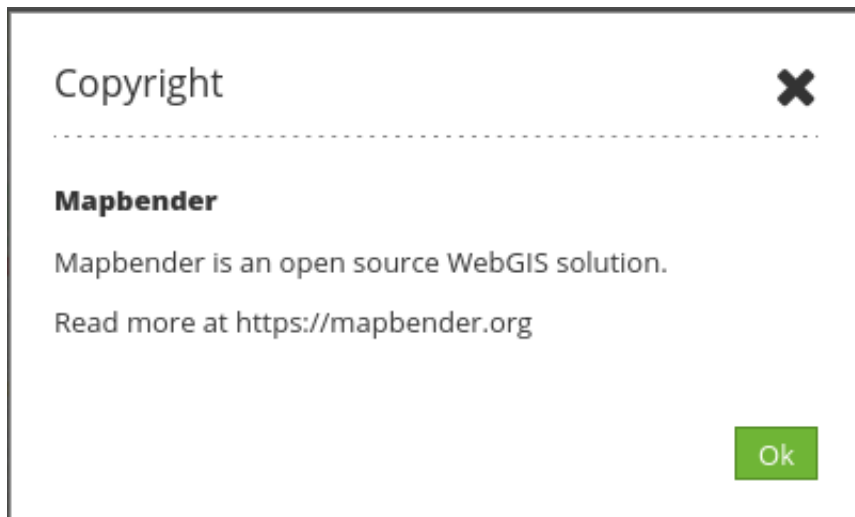 Copyright
Mapbender
Mapbender is an open source WebGIS solution.
Read more at https://mapbender.org
Ok